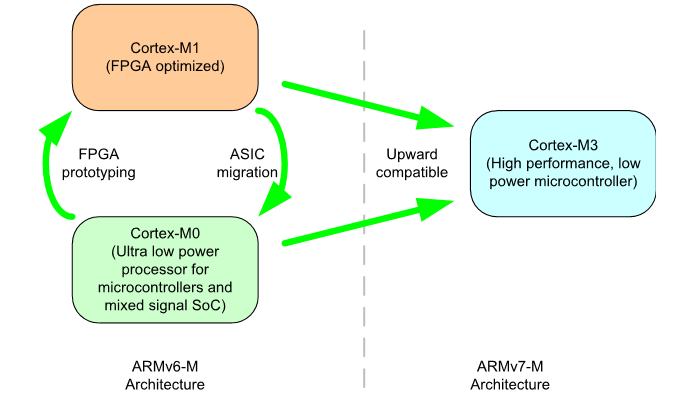 Cortex-M1
(FPGA optimized)
FPGA
prototyping
ASIC
migration
Upward
compatible
Cortex-M3
(High performance, low
power microcontroller)
Cortex-M0
(Ultra low power
processor for
microcontrollers and
mixed signal SoC)
ARMv6-M
Architecture
ARMv7-M
Architecture